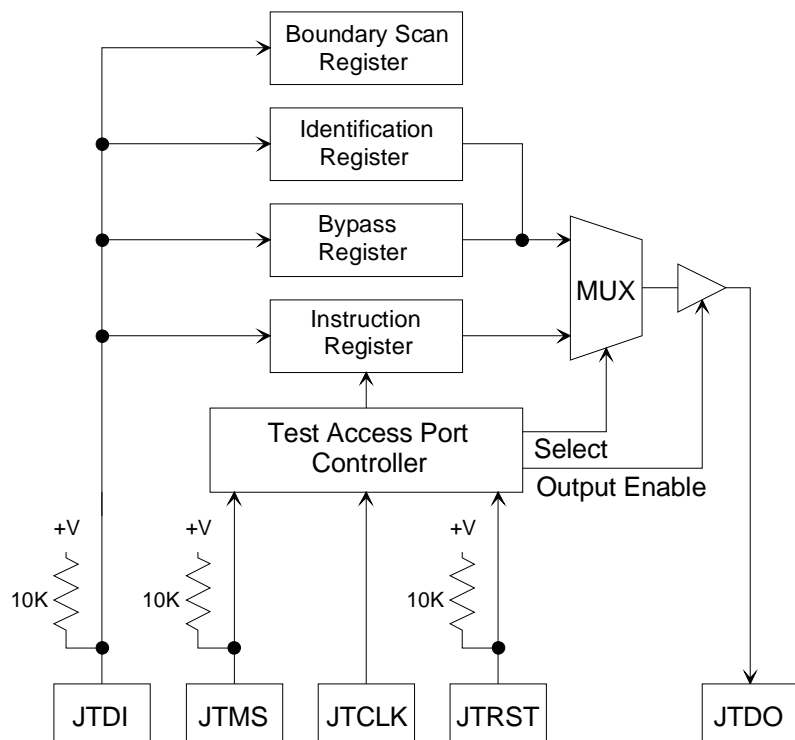 Boundary Scan
Register
Identification
Register
Bypass
Register
MUX
Instruction
Register
Test Access Port
Controller
Select
Output Enable
+V
+V
+V
10K
10K
10K
JTDI
JTMS
JTCLK
JTRST
JTDO